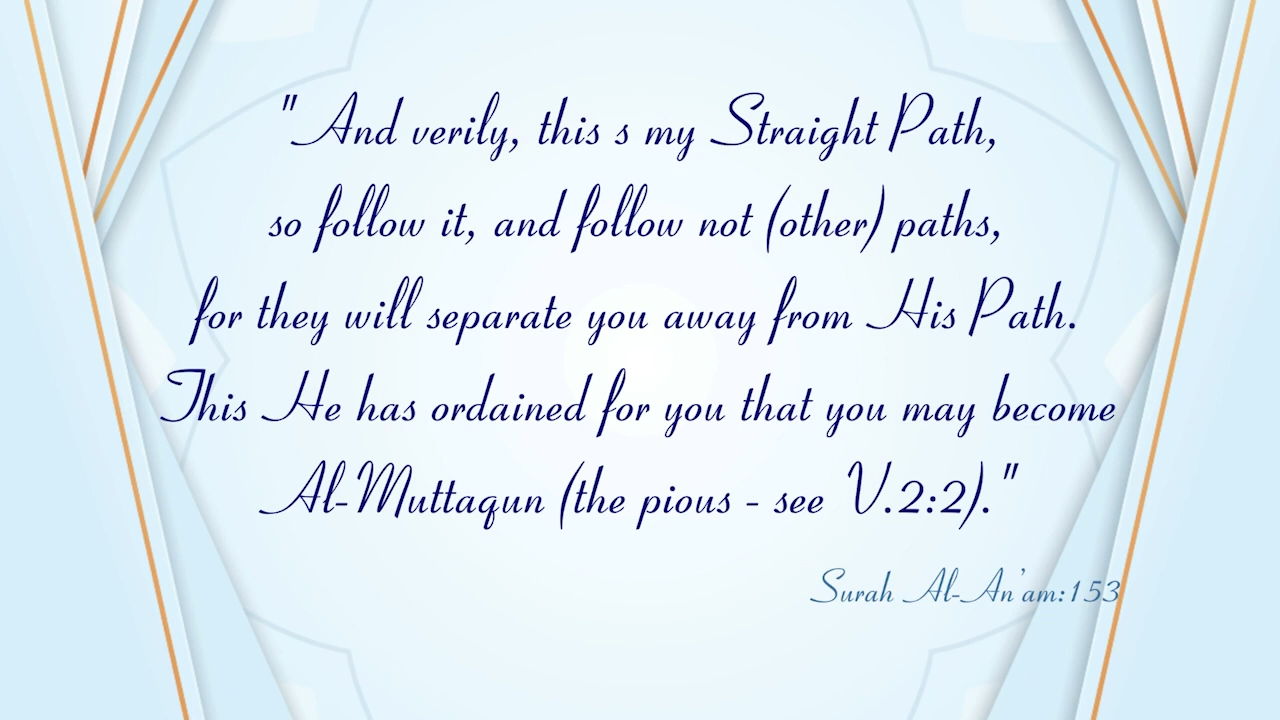 "And verily, this s my Straight Path,
so follow it, and follow not (other) paths,
for they will separate you away from His Path.
This He has ordained for you that you may become
Al-Muttaqun (the pious - see V.2:2)."
Surah Al-An'am:153